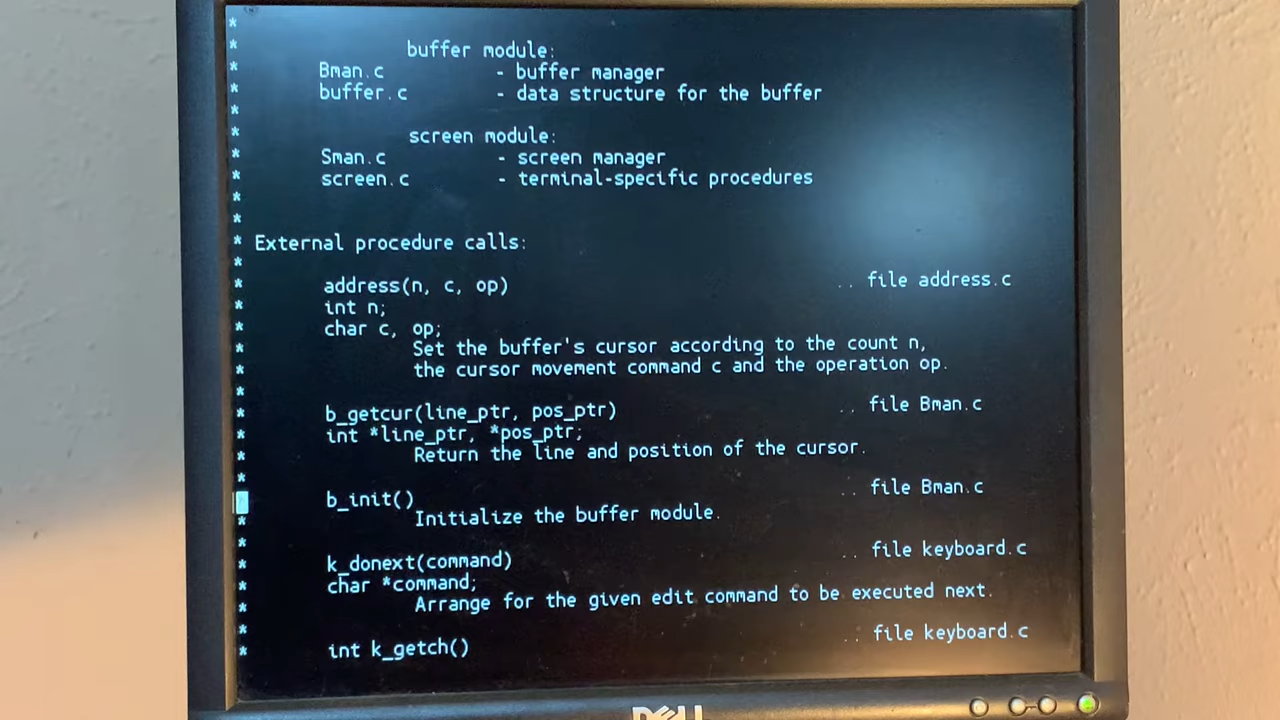 *
* buffer module:
* Bman.c - buffer manager
* buffer.c - data structure for the buffer
*
* screen module:
* Sman.c - screen manager
* screen.c - terminal-specific procedures
*
*
* External procedure calls:
*
* address(n, c, op) .. file address.c
* int n;
* char c, op;
* Set the buffer's cursor according to the count n,
* the cursor movement command c and the operation op.
*
* b_getcur(line_ptr, pos_ptr) .. file Bman.c
* int *line_ptr, *pos_ptr;
* Return the line and position of the cursor.
*
b_init() .. file Bman.c
* Initialize the buffer module.
*
* k_donext(command) .. file keyboard.c
* char *command;
* Arrange for the given edit command to be executed next.
*
* int k_getch() .. file keyboard.c
DELL